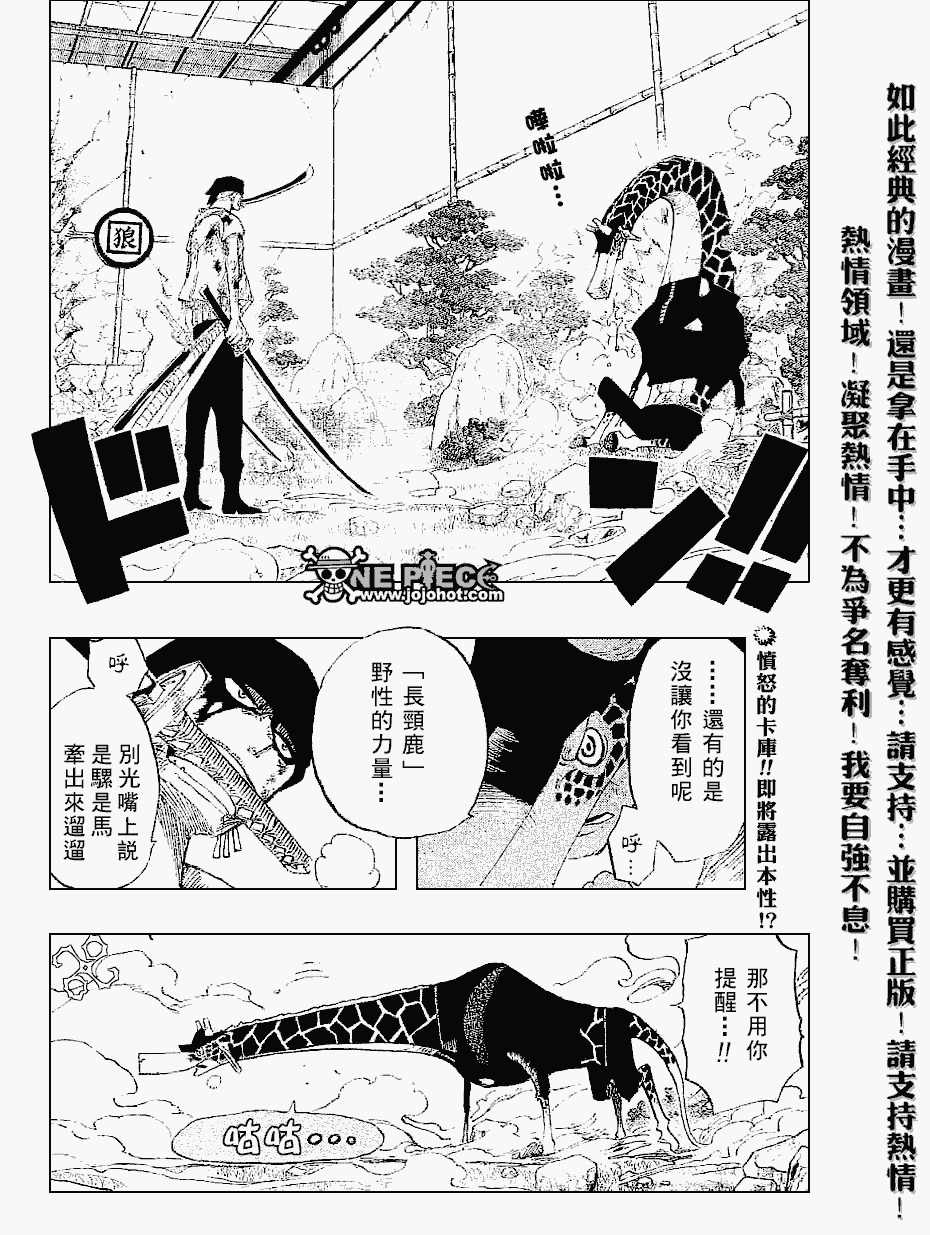 如此經典的漫畫！還是拿在手中…才更有感覺…請支持…並購買正版！請支持熱情！
熱情領域！凝聚熱情！不為爭名奪利！我要自強不息！
嘩啦啦…
狼
ド
ン!!
ONE PIECE
www.jojohot.com
憤怒的卡庫!!即將露出本性!?
……還有的是
沒讓你看到呢
呼…
「長頸鹿」
野性的力量…
呼
別光嘴上説
是騾是馬
牽出來遛遛
那不用你
提醒…!!
咕咕…